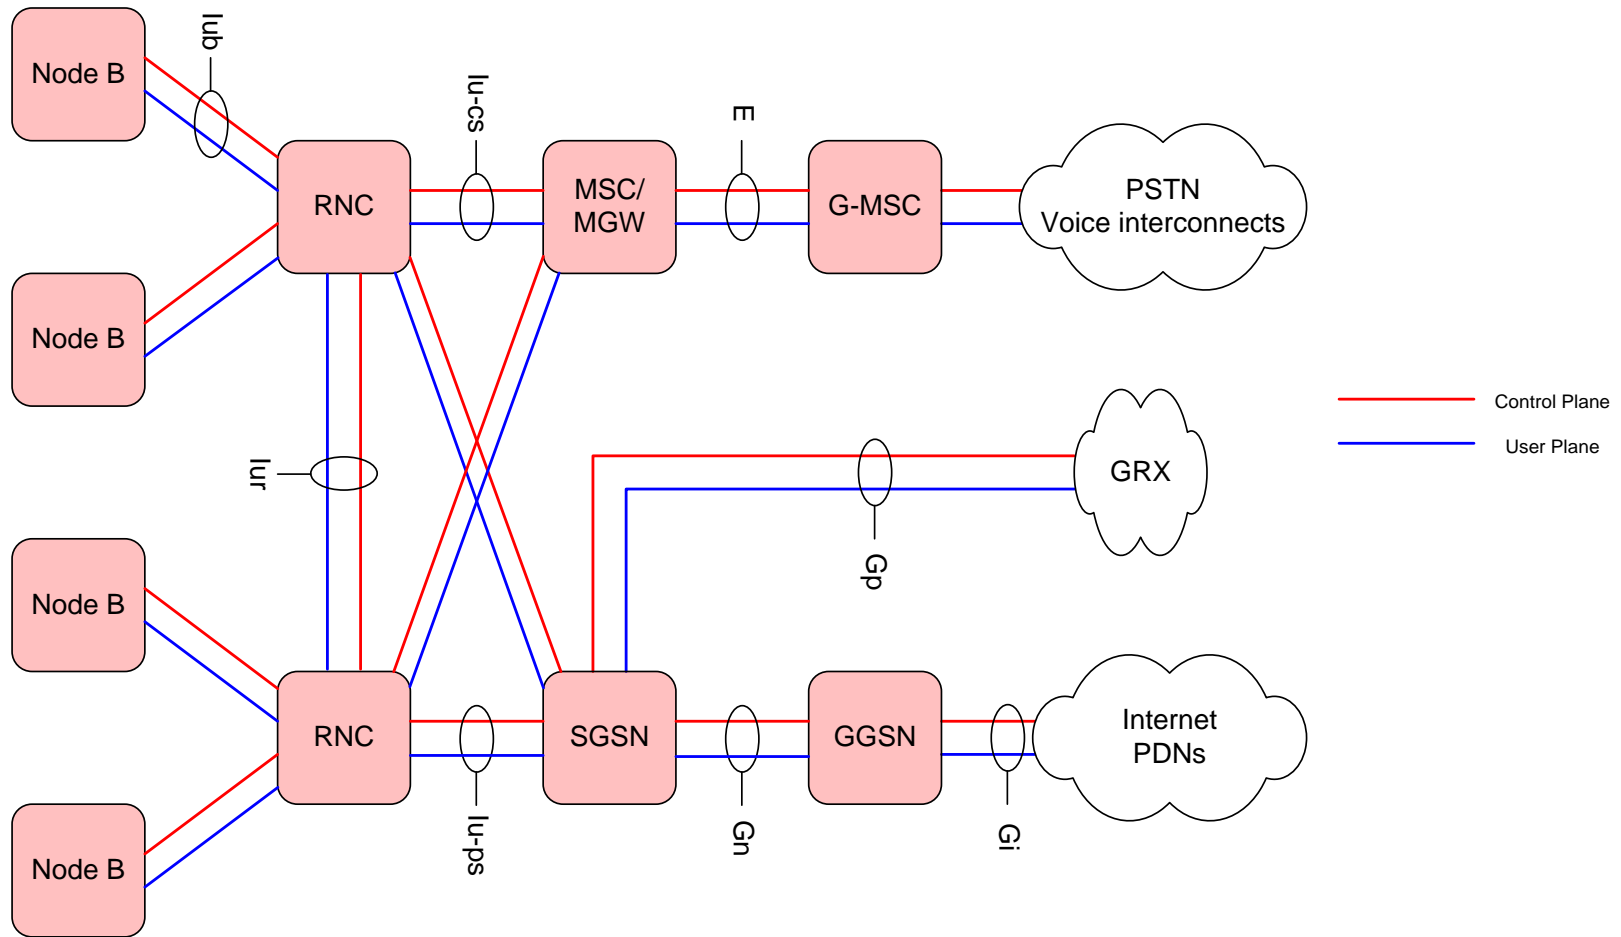 Node B
Iub
Iu-cs
E
RNC
MSC/
MGW
G-MSC
PSTN
Voice interconnects
Node B
Control Plane
User Plane
Iur
GRX
Gp
Node B
RNC
SGSN
GGSN
Internet
PDNs
Node B
Iu-ps
Gn
Gi